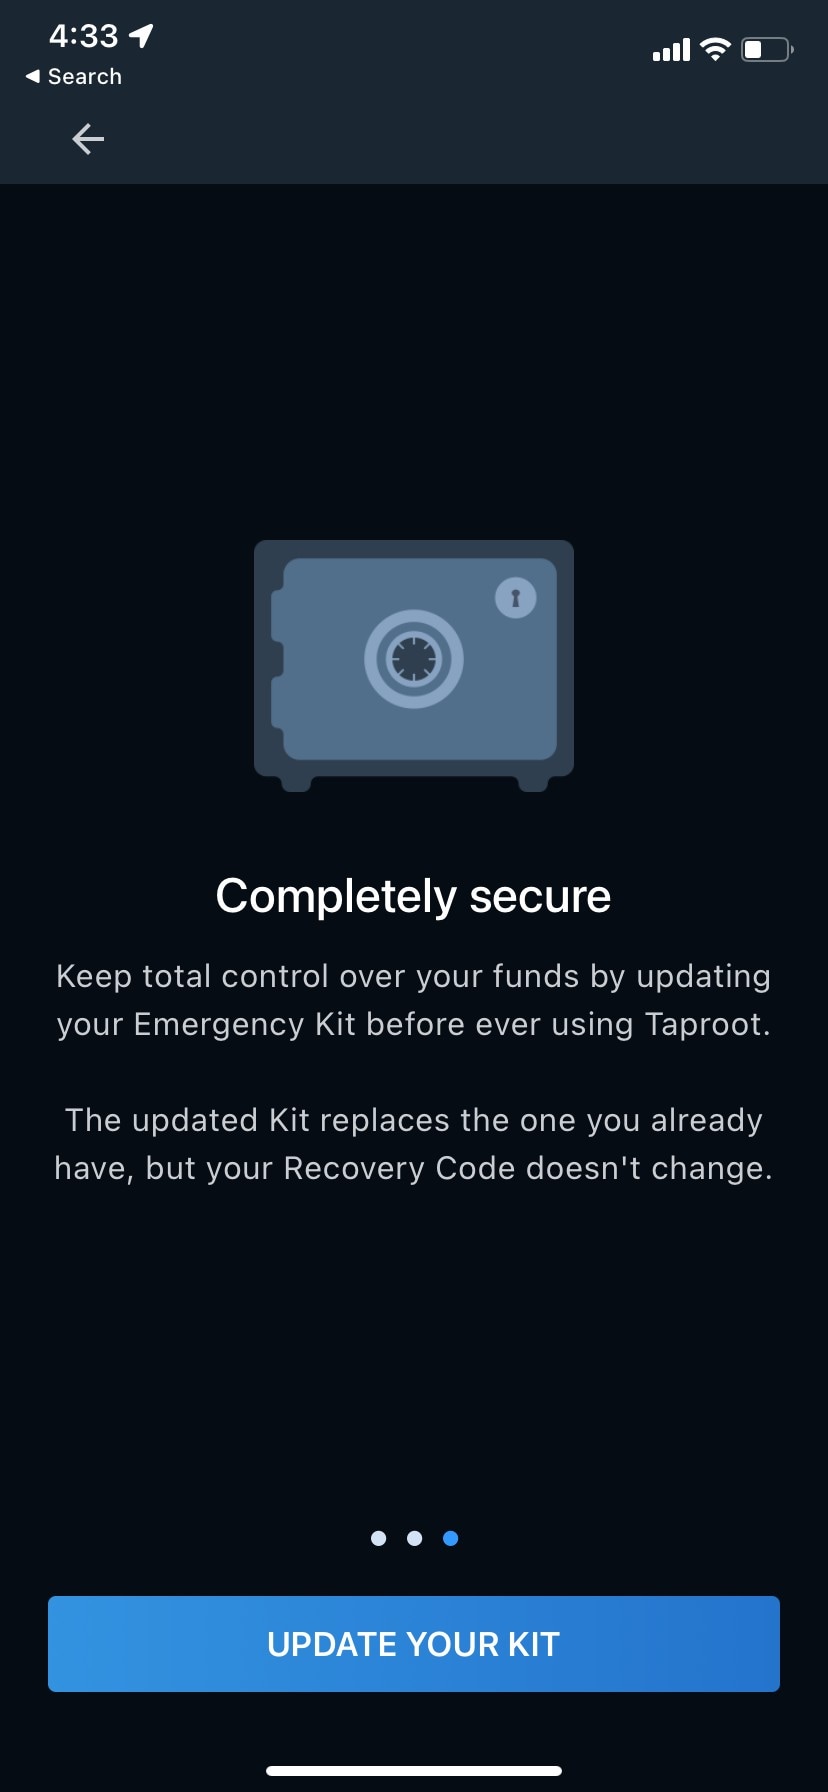 4:33
Search
Completely secure
Keep total control over your funds by updating
your Emergency Kit before ever using Taproot.
The updated Kit replaces the one you already
have, but your Recovery Code doesn't change.
UPDATE YOUR KIT